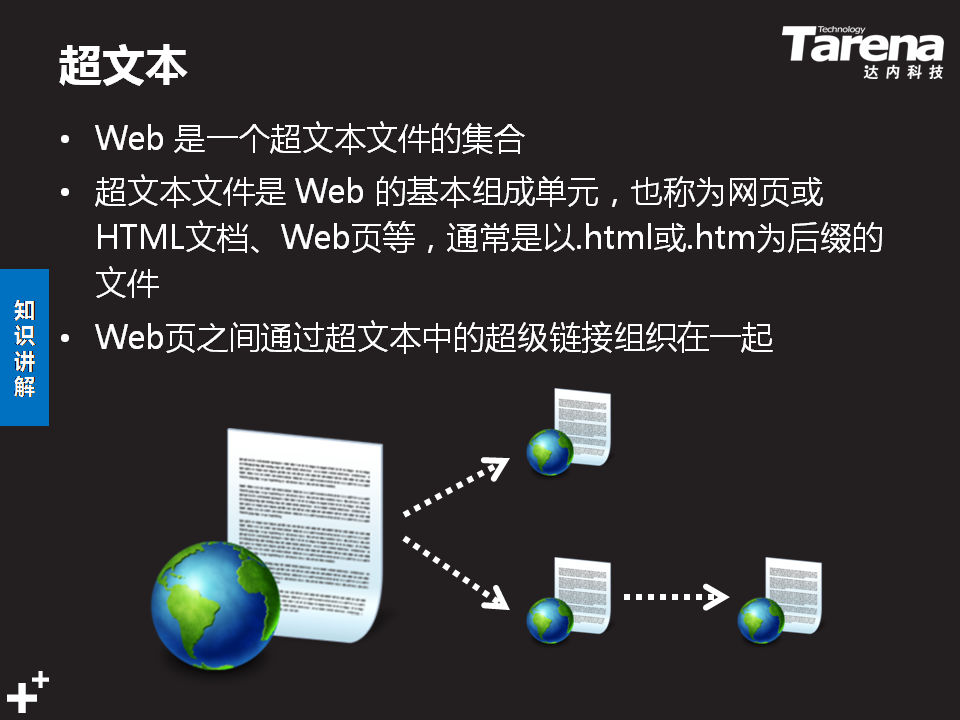 超文本
Technology
Tarena
达内科技
• Web 是一个超文本文件的集合
• 超文本文件是 Web 的基本组成单元，也称为网页或
HTML文档、Web页等，通常是以.html或.htm为后缀的
文件
• Web页之间通过超文本中的超级链接组织在一起
知识讲解